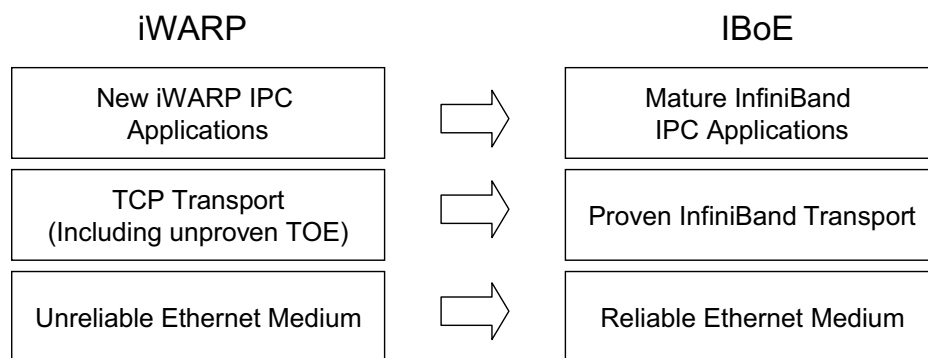 iWARP
IBoE
New iWARP IPC
Applications
Mature InfiniBand
IPC Applications
TCP Transport
(Including unproven TOE)
Proven InfiniBand Transport
Unreliable Ethernet Medium
Reliable Ethernet Medium